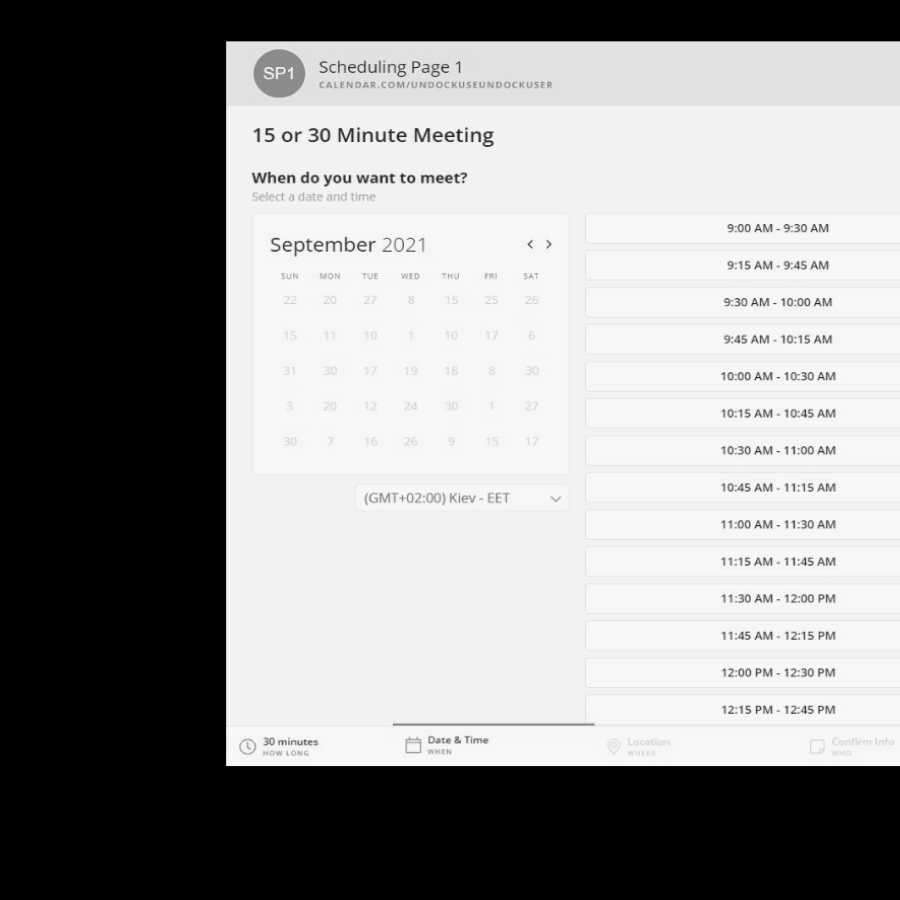 SP1
Scheduling Page 1
CALENDAR.COM/UNDOCKUSEUNDOCKUSER
15 or 30 Minute Meeting
When do you want to meet?
Select a date and time
September 2021
SUN MON TUE WED THU FRI SAT
22 20 27 8 15 25 26
15 11 10 1 10 17 6
31 30 17 19 18 8 30
3 20 12 24 30 1 27
30 7 16 26 9 15 17
(GMT+02:00) Kiev - EET
9:00 AM - 9:30 AM
9:15 AM - 9:45 AM
9:30 AM - 10:00 AM
9:45 AM - 10:15 AM
10:00 AM - 10:30 AM
10:15 AM - 10:45 AM
10:30 AM - 11:00 AM
10:45 AM - 11:15 AM
11:00 AM - 11:30 AM
11:15 AM - 11:45 AM
11:30 AM - 12:00 PM
11:45 AM - 12:15 PM
12:00 PM - 12:30 PM
12:15 PM - 12:45 PM
30 minutes
HOW LONG
Date & Time
WHEN
Location
WHERE
Confirm Info
WHO